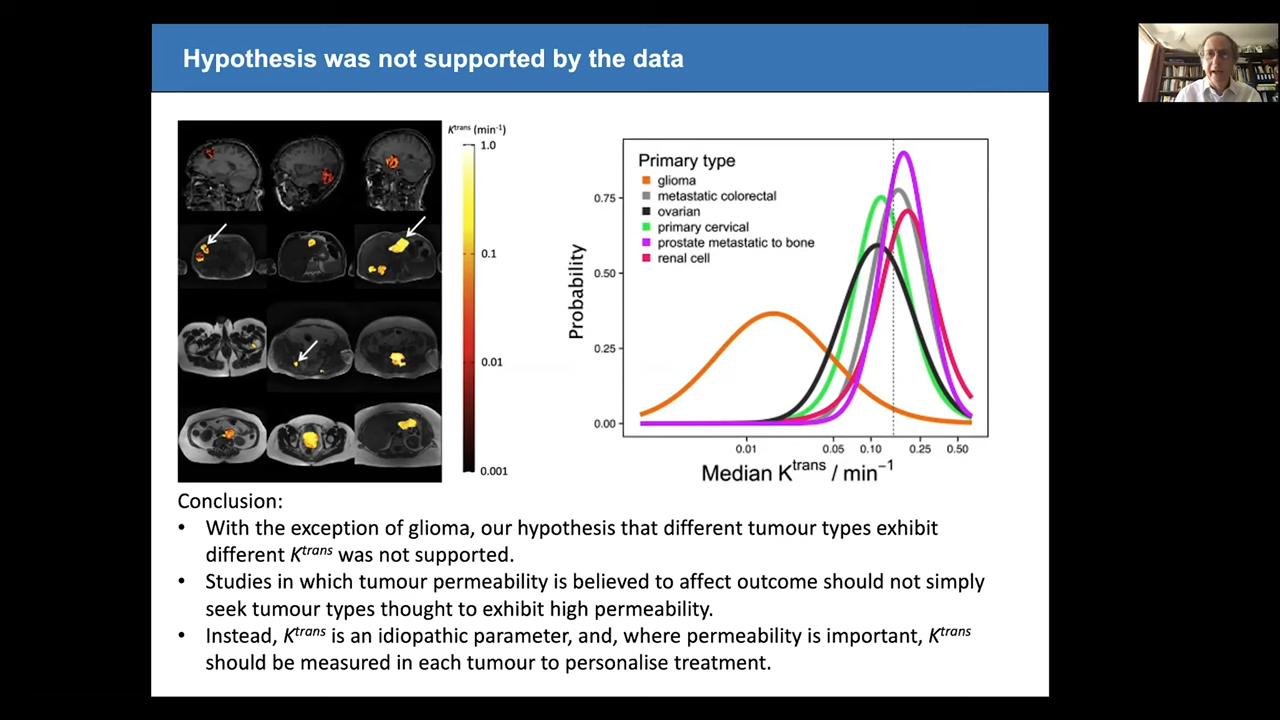 Hypothesis was not supported by the data
Kᵗʳᵃⁿˢ (min⁻¹)
1.0
0.1
0.01
0.001
Primary type
glioma
metastatic colorectal
ovarian
primary cervical
prostate metastatic to bone
renal cell
Probability
0.75
0.50
0.25
0.00
0.01
0.05
0.10
0.25
0.50
Median Kᵗʳᵃⁿˢ / min⁻¹
Conclusion:
• With the exception of glioma, our hypothesis that different tumour types exhibit
different Kᵗʳᵃⁿˢ was not supported.
• Studies in which tumour permeability is believed to affect outcome should not simply
seek tumour types thought to exhibit high permeability.
• Instead, Kᵗʳᵃⁿˢ is an idiopathic parameter, and, where permeability is important, Kᵗʳᵃⁿˢ
should be measured in each tumour to personalise treatment.